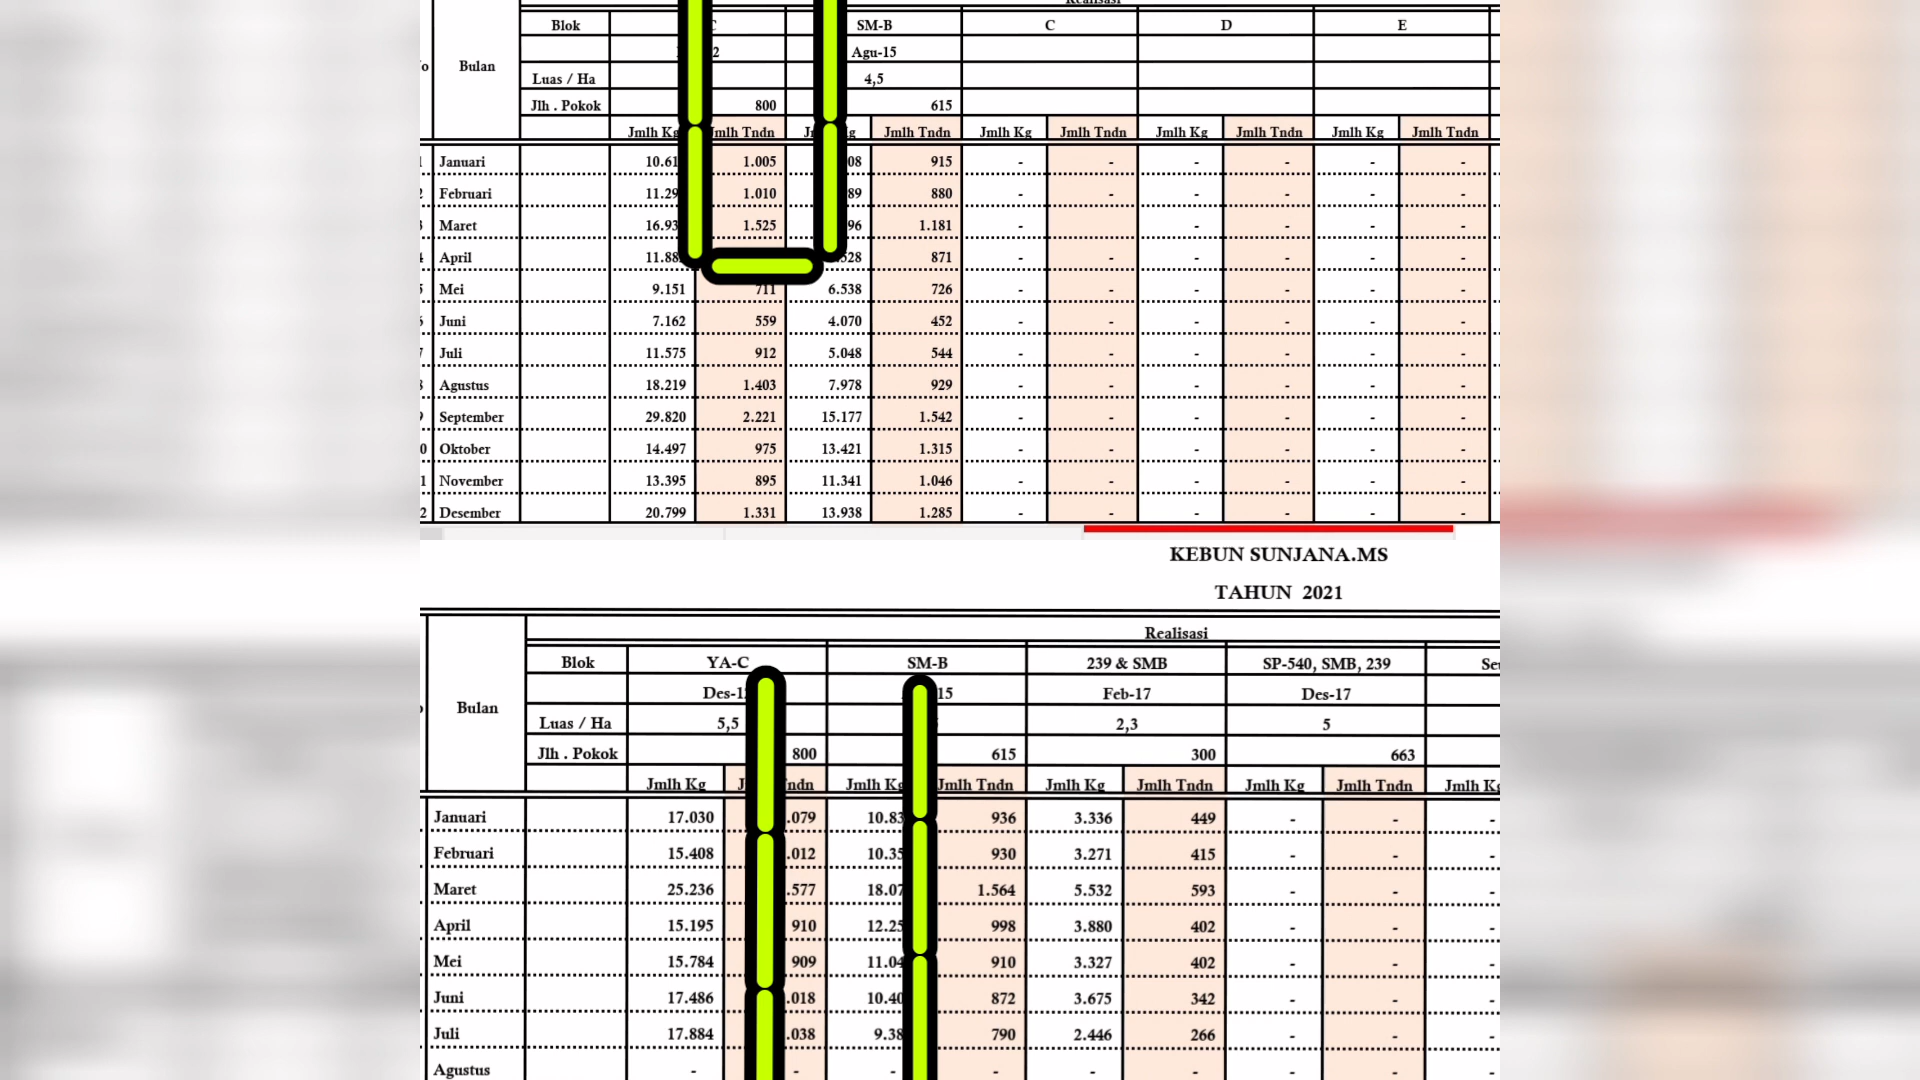 Realisasi
Blok SM-B C D E
Agu-15
Bulan
Luas / Ha 4,5
Jlh . Pokok 800 615
Jmlh Kg Jmlh Tndn Jmlh Tndn Jmlh Kg Jmlh Tndn Jmlh Kg Jmlh Tndn Jmlh Kg Jmlh Tndn
Januari 1.005 915 - - - - - -
Februari 1.010 880 - - - - - -
Maret 1.525 1.181 - - - - - -
April 871 - - - - - -
Mei 9.151 711 6.538 726 - - - - - -
Juni 7.162 559 4.070 452 - - - - - -
Juli 11.575 912 5.048 544 - - - - - -
Agustus 18.219 1.403 7.978 929 - - - - - -
September 29.820 2.221 15.177 1.542 - - - - - -
Oktober 14.497 975 13.421 1.315 - - - - - -
November 13.395 895 11.341 1.046 - - - - - -
Desember 20.799 1.331 13.938 1.285 - - - - - -
KEBUN SUNJANA.MS
TAHUN 2021
Realisasi
Blok YA-C SM-B 239 & SMB SP-540, SMB, 239
Feb-17 Des-17
Bulan
Luas / Ha 5,5 2,3 5
Jlh . Pokok 800 615 300 663
Jmlh Kg Jmlh Kg Jmlh Tndn Jmlh Kg Jmlh Tndn Jmlh Kg Jmlh Tndn Jmlh Kg
Januari 17.030 936 3.336 449 - - -
Februari 15.408 930 3.271 415 - - -
Maret 25.236 1.564 5.532 593 - - -
April 15.195 910 998 3.880 402 - - -
Mei 15.784 909 910 3.327 402 - - -
Juni 17.486 872 3.675 342 - - -
Juli 17.884 790 2.446 266 - - -
Agustus - - - - - - - - -